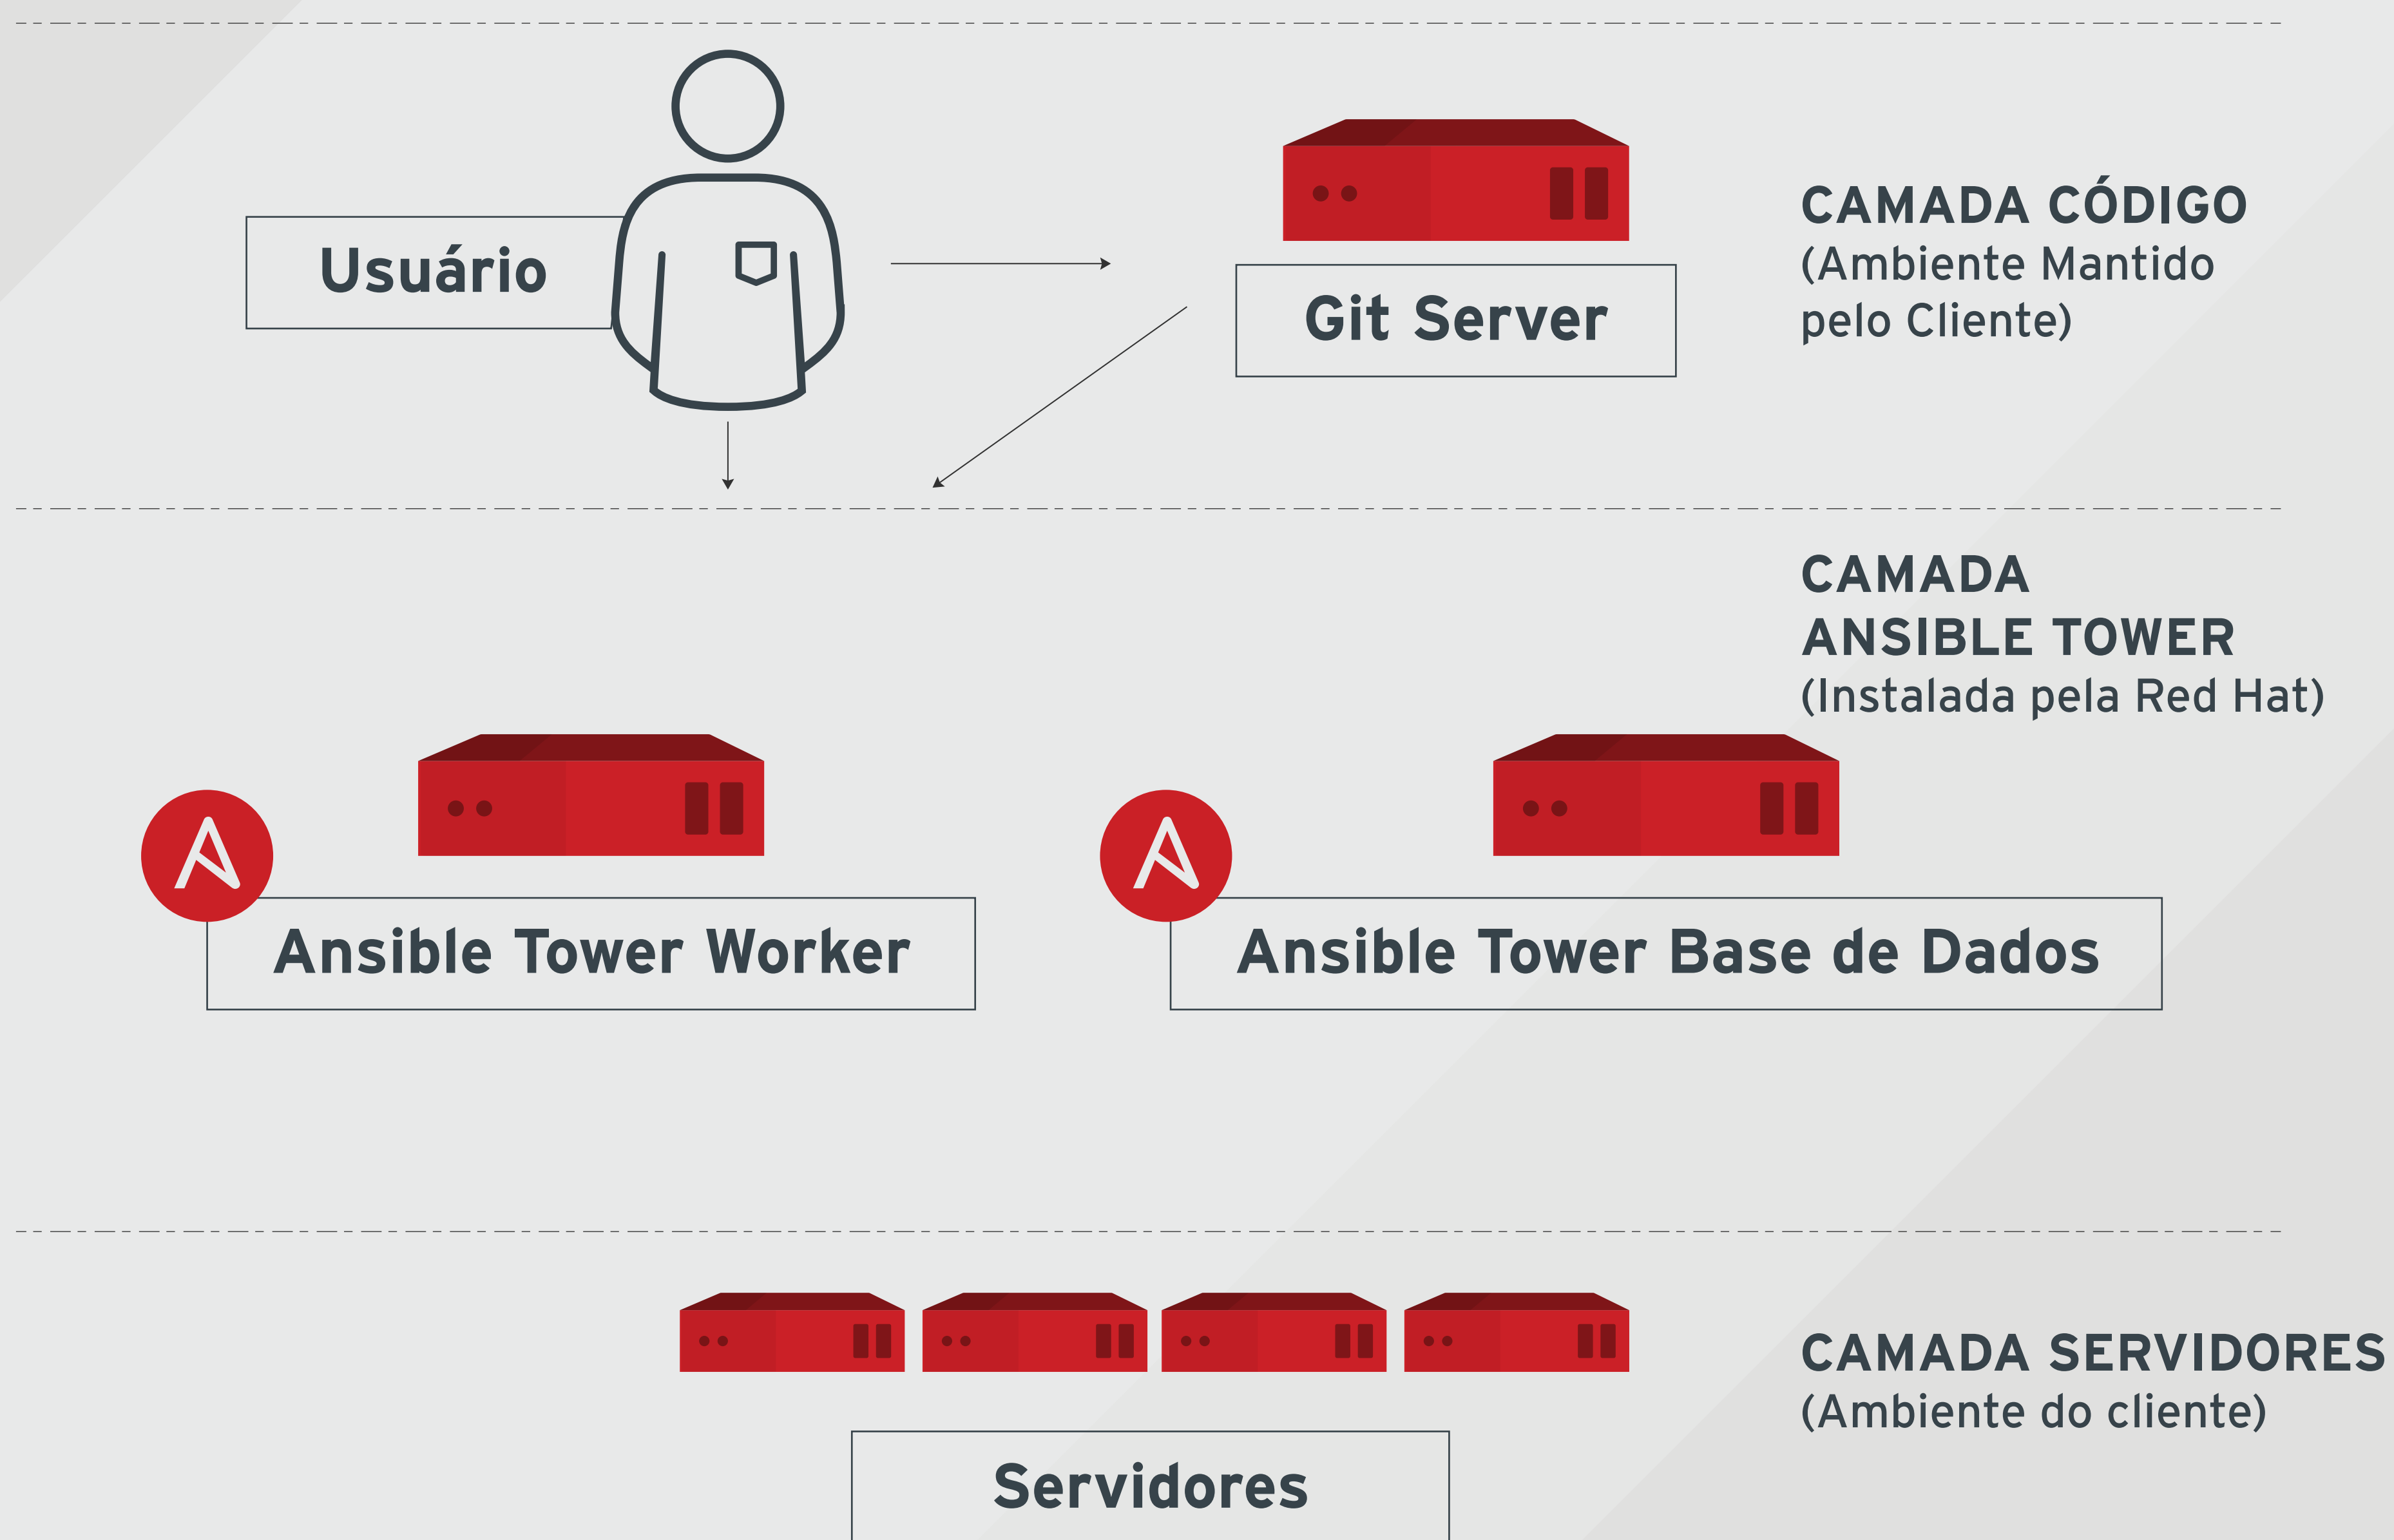 Usuário
Git Server
CAMADA CÓDIGO
(Ambiente Mantido
pelo Cliente)
CAMADA
ANSIBLE TOWER
(Instalada pela Red Hat)
Ansible Tower Worker
Ansible Tower Base de Dados
CAMADA SERVIDORES
(Ambiente do cliente)
Servidores